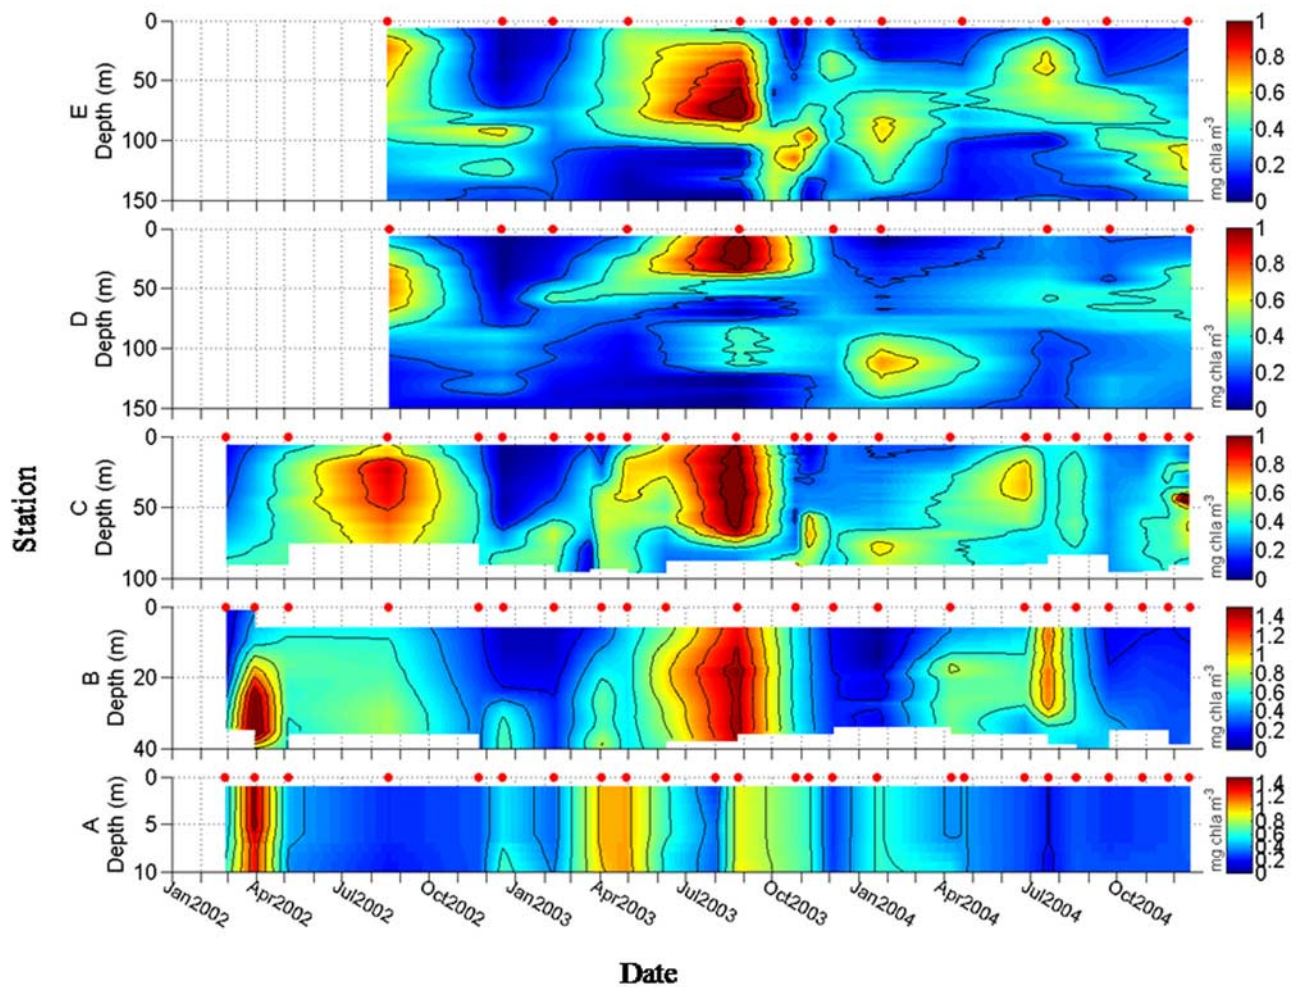 Station
E
Depth (m)
0
50
100
150
1
0.8
0.6
0.4
0.2
0
mg chla m-3
D
Depth (m)
0
50
100
150
1
0.8
0.6
0.4
0.2
0
mg chla m-3
C
Depth (m)
0
50
100
1
0.8
0.6
0.4
0.2
0
mg chla m-3
B
Depth (m)
0
20
40
1.4
1.2
1
0.8
0.6
0.4
0.2
0
mg chla m-3
A
Depth (m)
0
5
10
1.4
1.2
1
0.8
0.6
0.4
0.2
0
mg chla m-3
Jan2002 Apr2002 Jul2002 Oct2002 Jan2003 Apr2003 Jul2003 Oct2003 Jan2004 Apr2004 Jul2004 Oct2004
Date